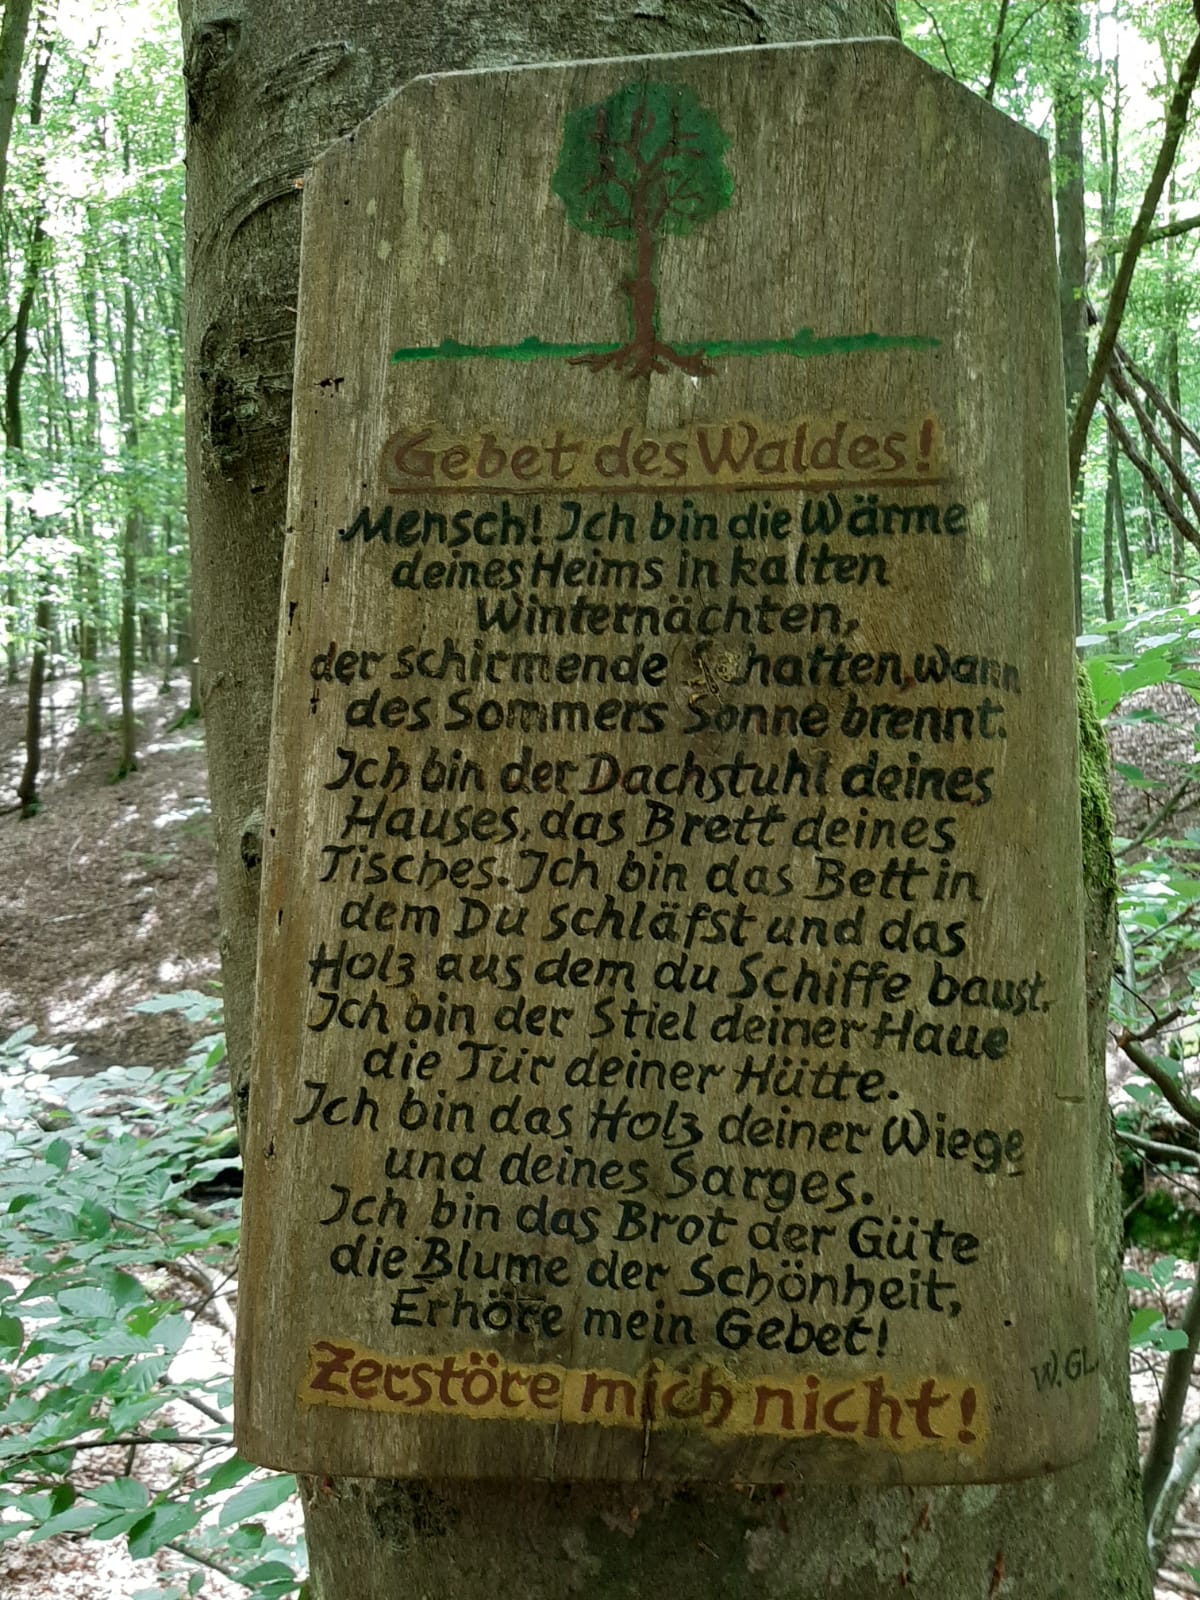 Gebet des Waldes!
Mensch! Ich bin die Wärme
deines Heims in kalten
Winternächten,
der schirmende Schatten, wann
des Sommers Sonne brennt.
Ich bin der Dachstuhl deines
Hauses, das Brett deines
Tisches. Ich bin das Bett in
dem Du schläfst und das
Holz aus dem du Schiffe baust.
Ich bin der Stiel deiner Haue
die Tür deiner Hütte.
Ich bin das Holz deiner Wiege
und deines Sarges.
Ich bin das Brot der Güte
die Blume der Schönheit,
Erhöre mein Gebet!
Zerstöre mich nicht!
W. GL.